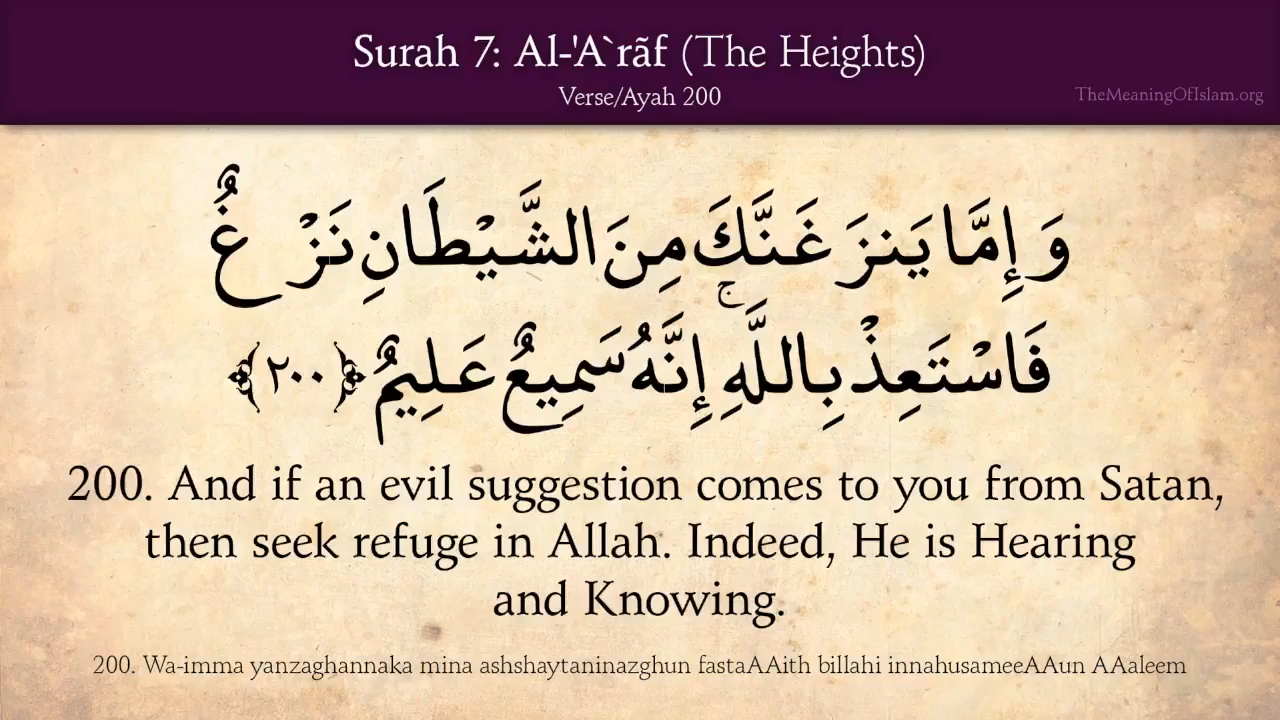 Surah 7: Al-'A`rãf (The Heights)
Verse/Ayah 200
TheMeaningOfIslam.org
وَإِمَّا يَنزَغَنَّكَ مِنَ الشَّيْطَانِ نَزْغٌ
فَاسْتَعِذْ بِاللَّهِ ۚ إِنَّهُ سَمِيعٌ عَلِيمٌ ﴿٢٠٠﴾
200. And if an evil suggestion comes to you from Satan,
then seek refuge in Allah. Indeed, He is Hearing
and Knowing.
200. Wa-imma yanzaghannaka mina ashshaytaninazghun fastaAAith billahi innahusameeAAun AAaleem